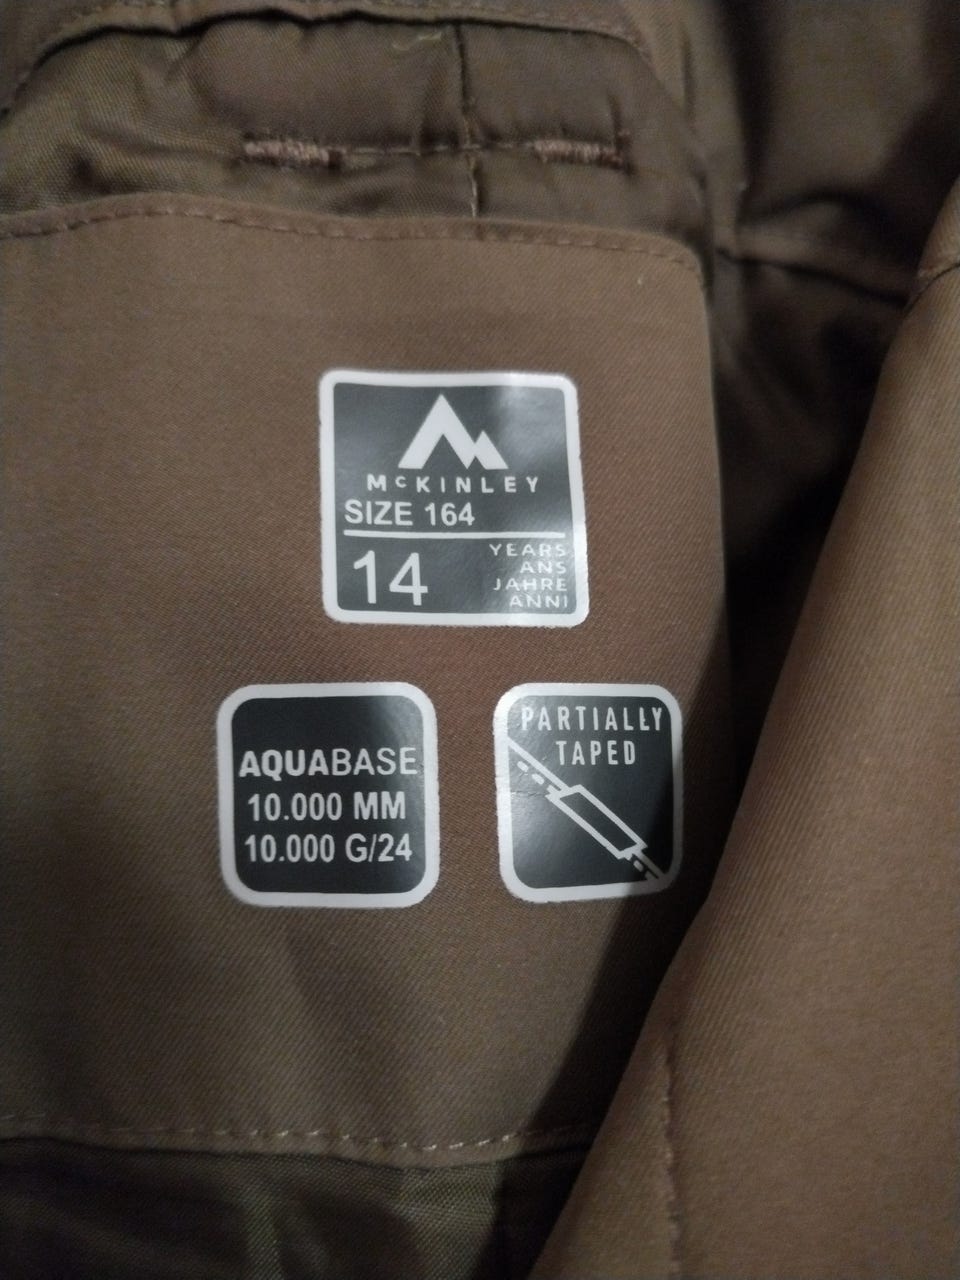 McKINLEY
SIZE 164
14
YEARS
ANS
JAHRE
ANNI
AQUABASE
10.000 MM
10.000 G/24
PARTIALLY
TAPED